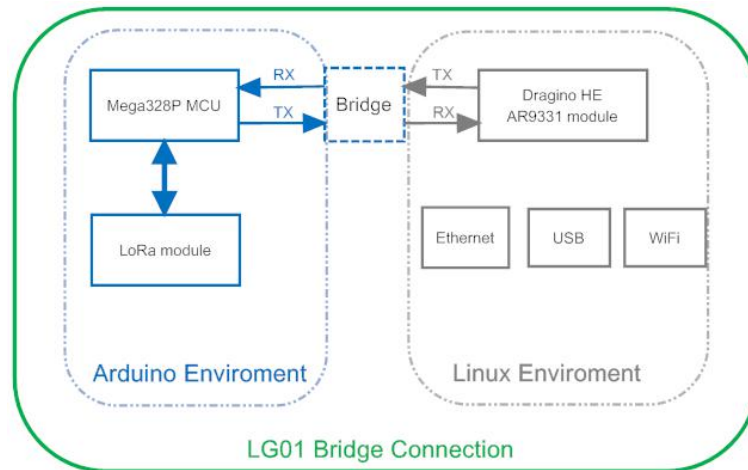 RX
TX
Mega328P MCU
Bridge
Dragino HE
AR9331 module
TX
RX
LoRa module
Ethernet
USB
WiFi
Arduino Enviroment
Linux Enviroment
LG01 Bridge Connection